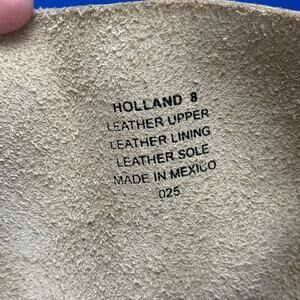 HOLLAND 8
LEATHER UPPER
LEATHER LINING
LEATHER SOLE
MADE IN MEXICO
025